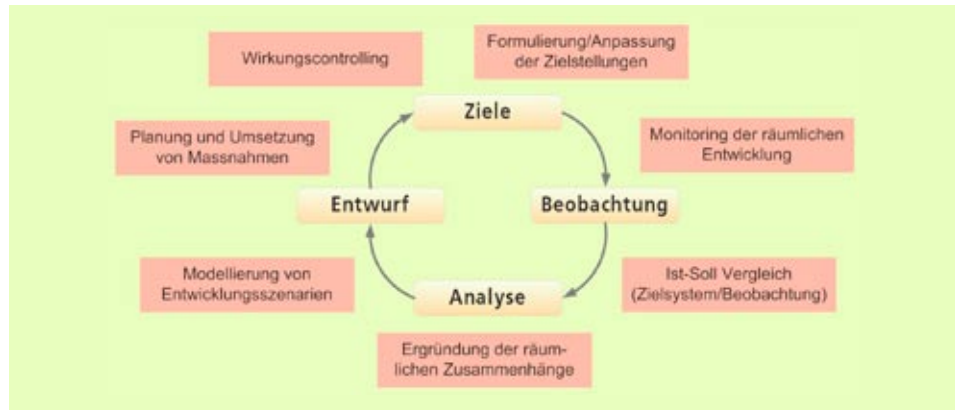 Wirkungscontrolling
Formulierung/Anpassung
der Zielstellungen
Ziele
Planung und Umsetzung
von Massnahmen
Monitoring der räumlichen
Entwicklung
Entwurf
Beobachtung
Modellierung von
Entwicklungsszenarien
Ist-Soll Vergleich
(Zielsystem/Beobachtung)
Analyse
Ergründung der räum-
lichen Zusammenhänge